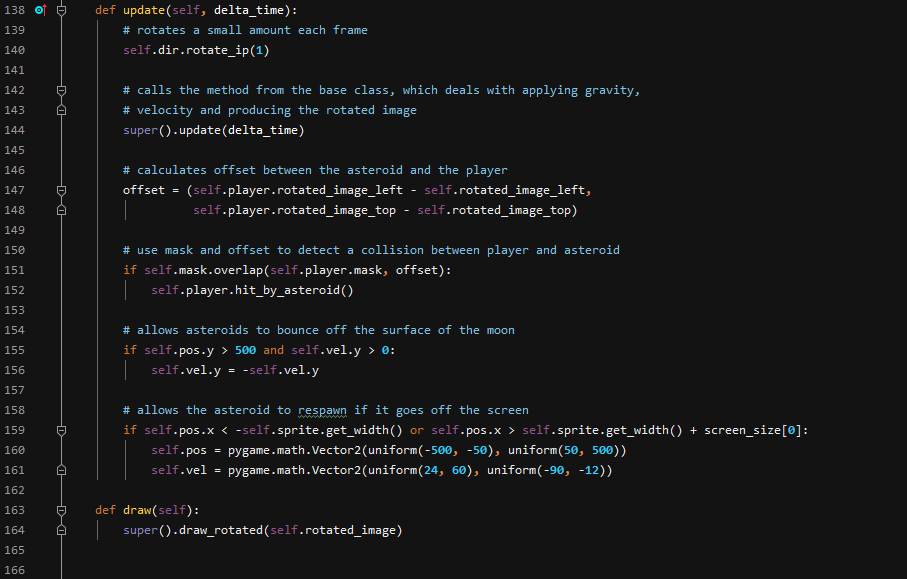 138 def update(self, delta_time):
139 # rotates a small amount each frame
140 self.dir.rotate_ip(1)
141
142 # calls the method from the base class, which deals with applying gravity,
143 # velocity and producing the rotated image
144 super().update(delta_time)
145
146 # calculates offset between the asteroid and the player
147 offset = (self.player.rotated_image_left - self.rotated_image_left,
148 self.player.rotated_image_top - self.rotated_image_top)
149
150 # use mask and offset to detect a collision between player and asteroid
151 if self.mask.overlap(self.player.mask, offset):
152 self.player.hit_by_asteroid()
153
154 # allows asteroids to bounce off the surface of the moon
155 if self.pos.y > 500 and self.vel.y > 0:
156 self.vel.y = -self.vel.y
157
158 # allows the asteroid to respawn if it goes off the screen
159 if self.pos.x < -self.sprite.get_width() or self.pos.x > self.sprite.get_width() + screen_size[0]:
160 self.pos = pygame.math.Vector2(uniform(-500, -50), uniform(50, 500))
161 self.vel = pygame.math.Vector2(uniform(24, 60), uniform(-90, -12))
162
163 def draw(self):
164 super().draw_rotated(self.rotated_image)
165
166